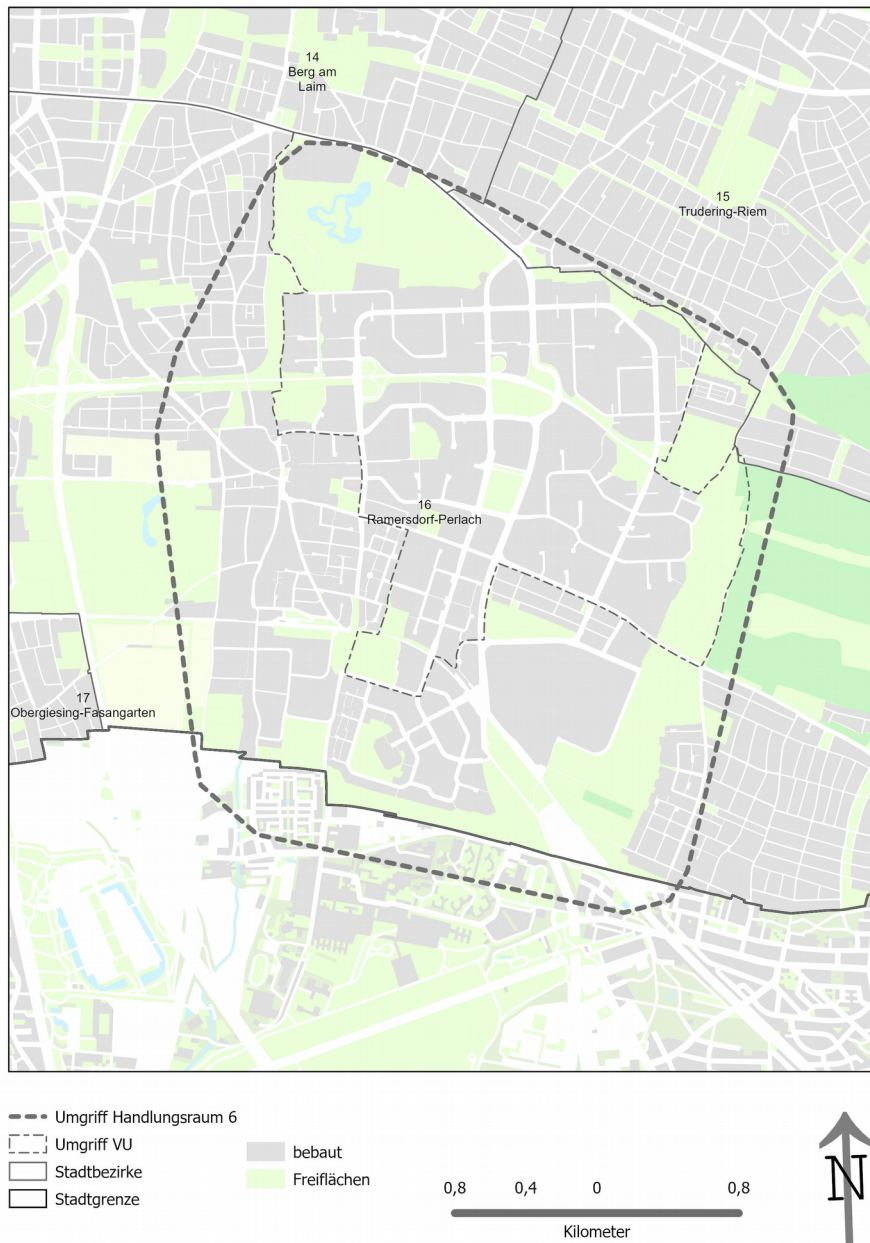 14
Berg am
Laim
15
Trudering-Riem
16
Ramersdorf-Perlach
17
Obergiesing-Fasangarten
Umgriff Handlungsraum 6
Umgriff VU
Stadtbezirke
Stadtgrenze
bebaut
Freiflächen
0,8 0,4 0 0,8
Kilometer
N